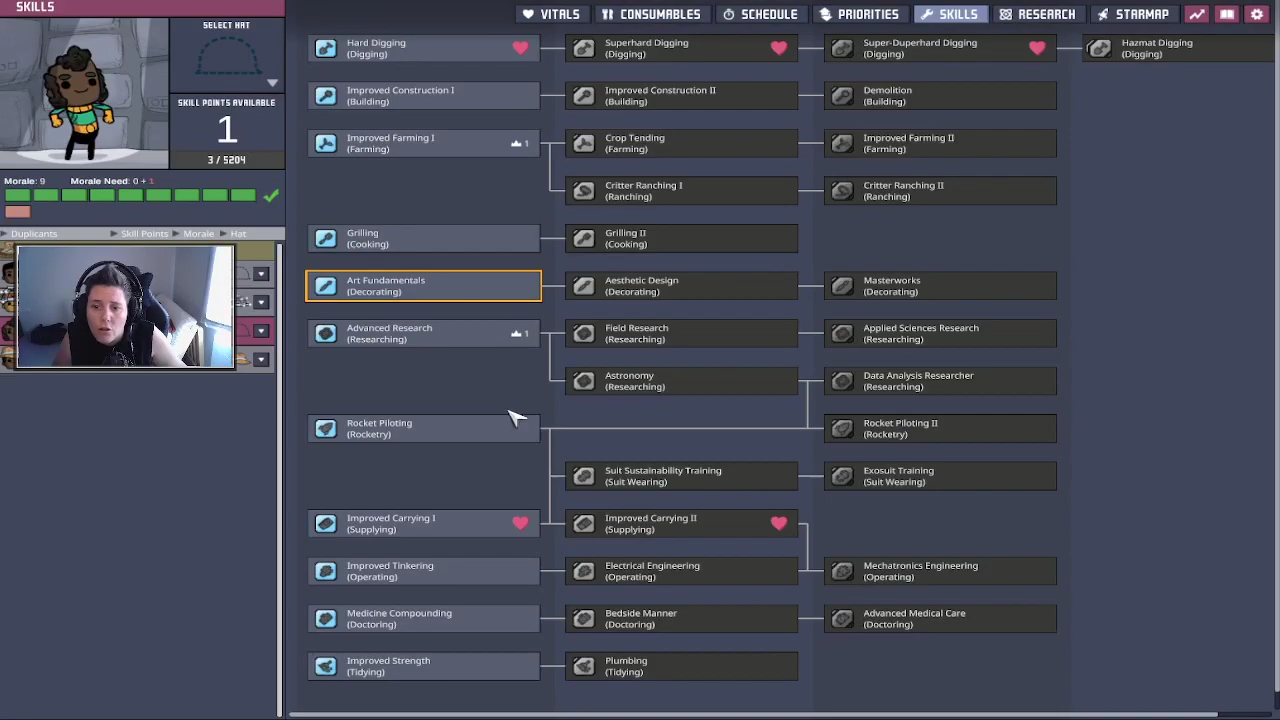 SKILLS
VITALS
CONSUMABLES
SCHEDULE
PRIORITIES
SKILLS
RESEARCH
STARMAP
SELECT HAT
SKILL POINTS AVAILABLE
1
3 / 5204
Morale: 9
Morale Need: 0 + 1
Duplicants
Skill Points
Morale
Hat
Hard Digging
(Digging)
Superhard Digging
(Digging)
Super-Duperhard Digging
(Digging)
Hazmat Digging
(Digging)
Improved Construction I
(Building)
Improved Construction II
(Building)
Demolition
(Building)
Improved Farming I
(Farming)
1
Crop Tending
(Farming)
Improved Farming II
(Farming)
Critter Ranching I
(Ranching)
Critter Ranching II
(Ranching)
Grilling
(Cooking)
Grilling II
(Cooking)
Art Fundamentals
(Decorating)
Aesthetic Design
(Decorating)
Masterworks
(Decorating)
Advanced Research
(Researching)
1
Field Research
(Researching)
Applied Sciences Research
(Researching)
Astronomy
(Researching)
Data Analysis Researcher
(Researching)
Rocket Piloting
(Rocketry)
Rocket Piloting II
(Rocketry)
Suit Sustainability Training
(Suit Wearing)
Exosuit Training
(Suit Wearing)
Improved Carrying I
(Supplying)
Improved Carrying II
(Supplying)
Improved Tinkering
(Operating)
Electrical Engineering
(Operating)
Mechatronics Engineering
(Operating)
Medicine Compounding
(Doctoring)
Bedside Manner
(Doctoring)
Advanced Medical Care
(Doctoring)
Improved Strength
(Tidying)
Plumbing
(Tidying)